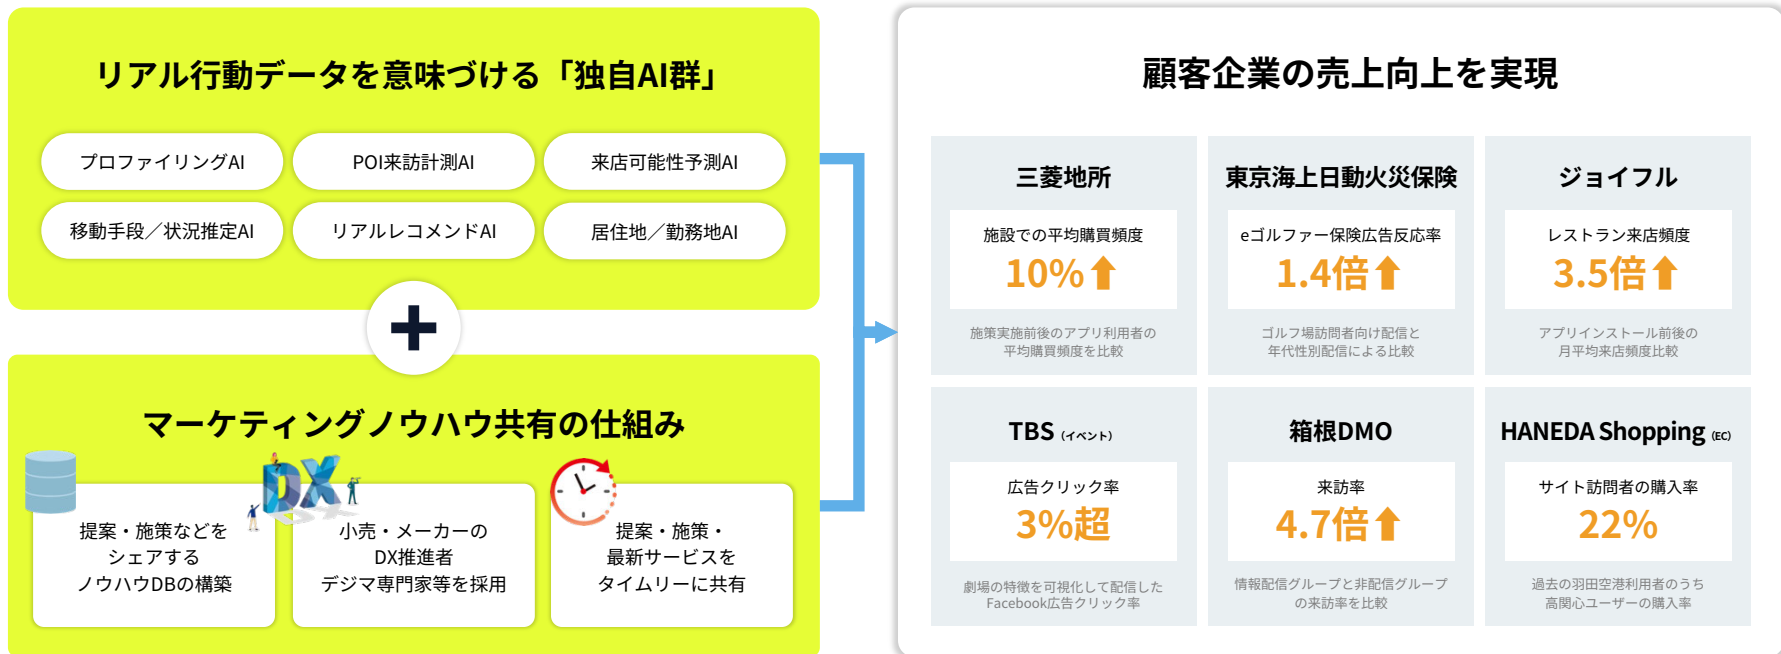 リアル行動データを意味づける「独自AI群」
プロファイリングAI
POI来訪計測AI
来店可能性予測AI
移動手段／状況推定AI
リアルレコメンドAI
居住地／勤務地AI
+
マーケティングノウハウ共有の仕組み
提案・施策などを
シェアする
ノウハウDBの構築
DX
小売・メーカーの
DX推進者
デジマ専門家等を採用
提案・施策・
最新サービスを
タイムリーに共有
顧客企業の売上向上を実現
三菱地所
施設での平均購買頻度
10%⬆
施策実施前後のアプリ利用者の
平均購買頻度を比較
東京海上日動火災保険
eゴルファー保険広告反応率
1.4倍⬆
ゴルフ場訪問者向け配信と
年代性別配信による比較
ジョイフル
レストラン来店頻度
3.5倍⬆
アプリインストール前後の
月平均来店頻度比較
TBS（イベント）
広告クリック率
3%超
劇場の特徴を可視化して配信した
Facebook広告クリック率
箱根DMO
来訪率
4.7倍⬆
情報配信グループと非配信グループ
の来訪率を比較
HANEDA Shopping（EC）
サイト訪問者の購入率
22%
過去の羽田空港利用者のうち
高関心ユーザーの購入率